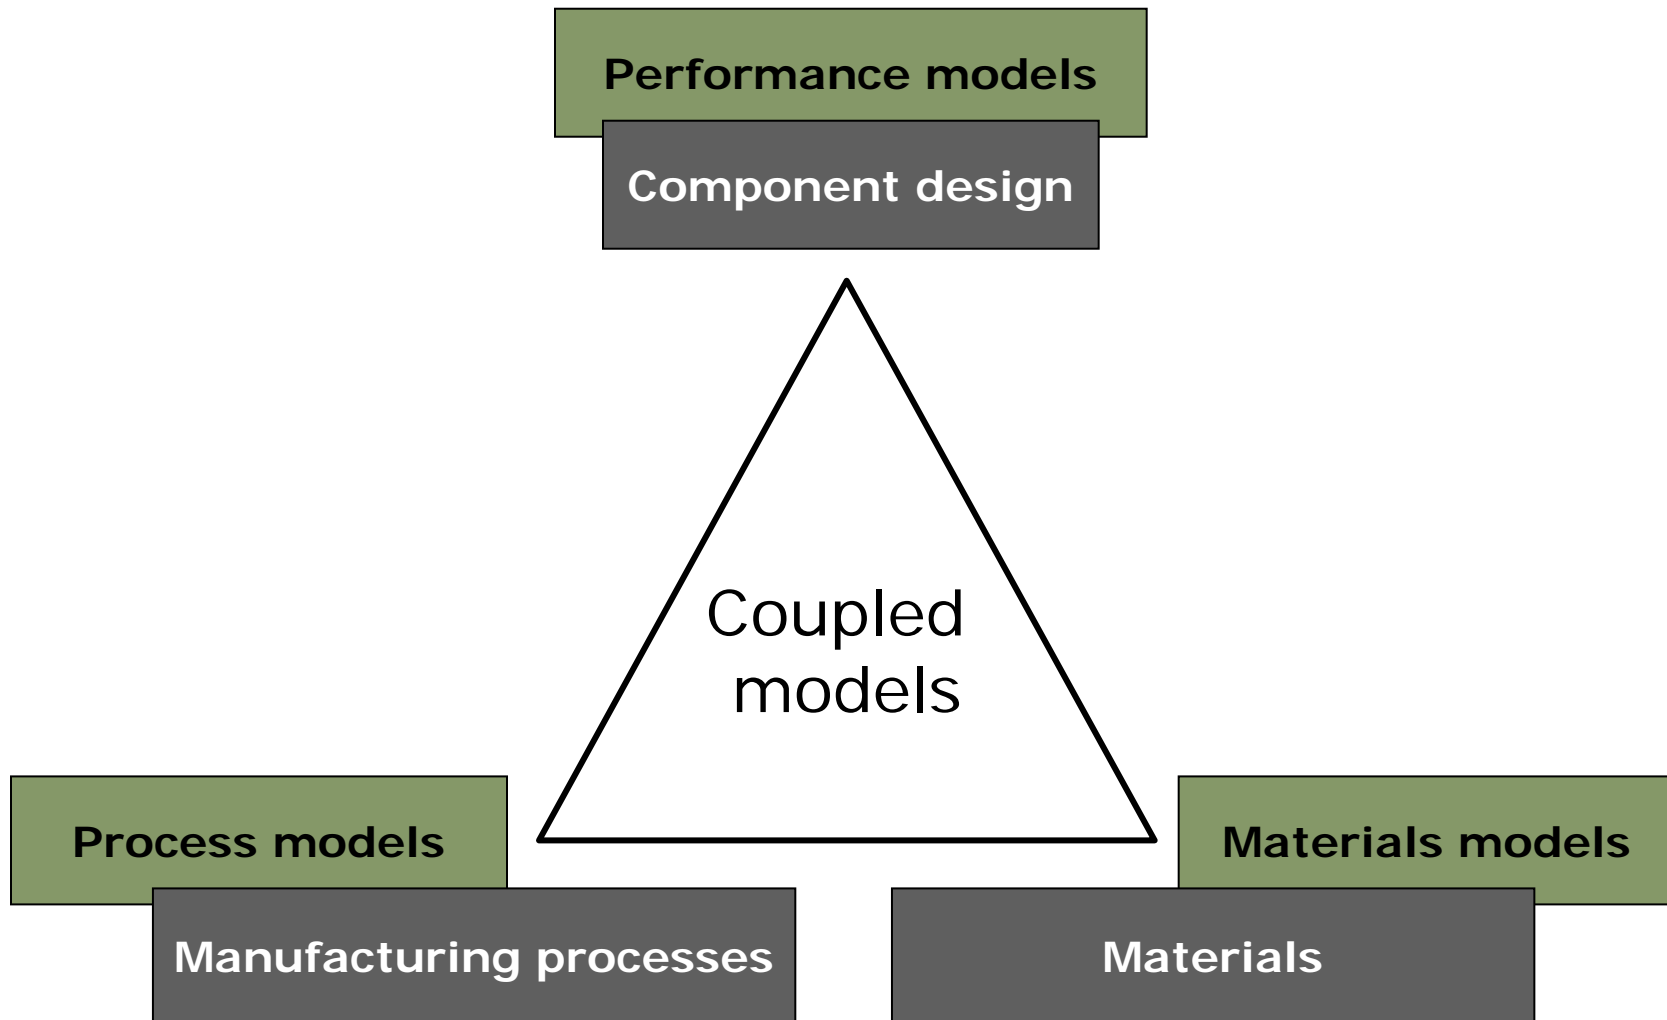 Performance models
Component design
Coupled
models
Process models
Materials models
Manufacturing processes
Materials